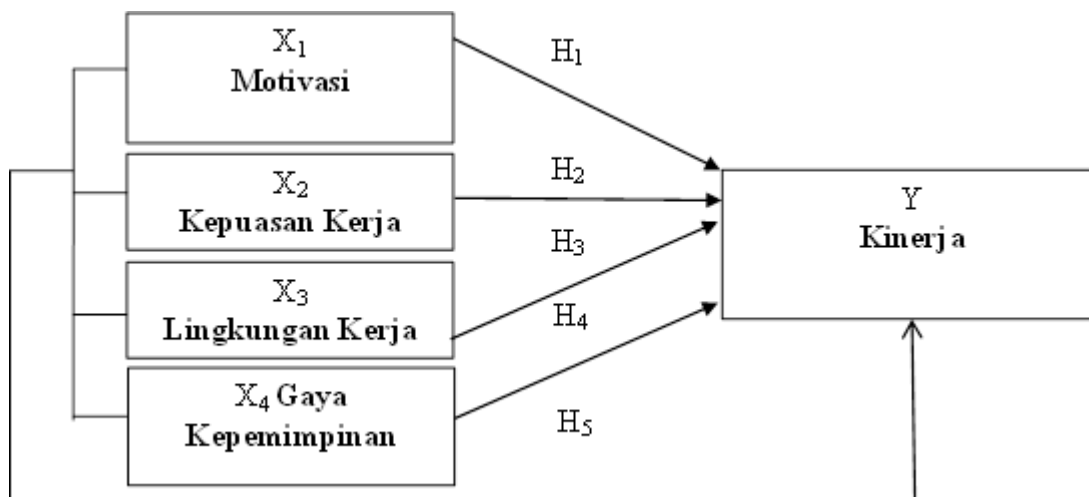 X₁
Motivasi
X₂
Kepuasan Kerja
X₃
Lingkungan Kerja
X₄ Gaya
Kepemimpinan
H₁
H₂
H₃
H₄
H₅
Y
Kinerja